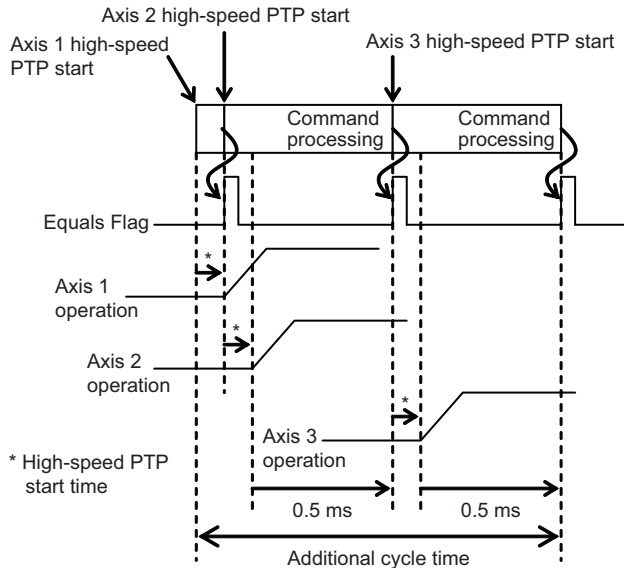 Axis 2 high-speed PTP start
Axis 1 high-speed
PTP start
Axis 3 high-speed PTP start
Command
processing
Command
processing
Equals Flag
*
Axis 1
operation
*
Axis 2
operation
*
Axis 3
operation
* High-speed PTP
start time
0.5 ms
0.5 ms
Additional cycle time